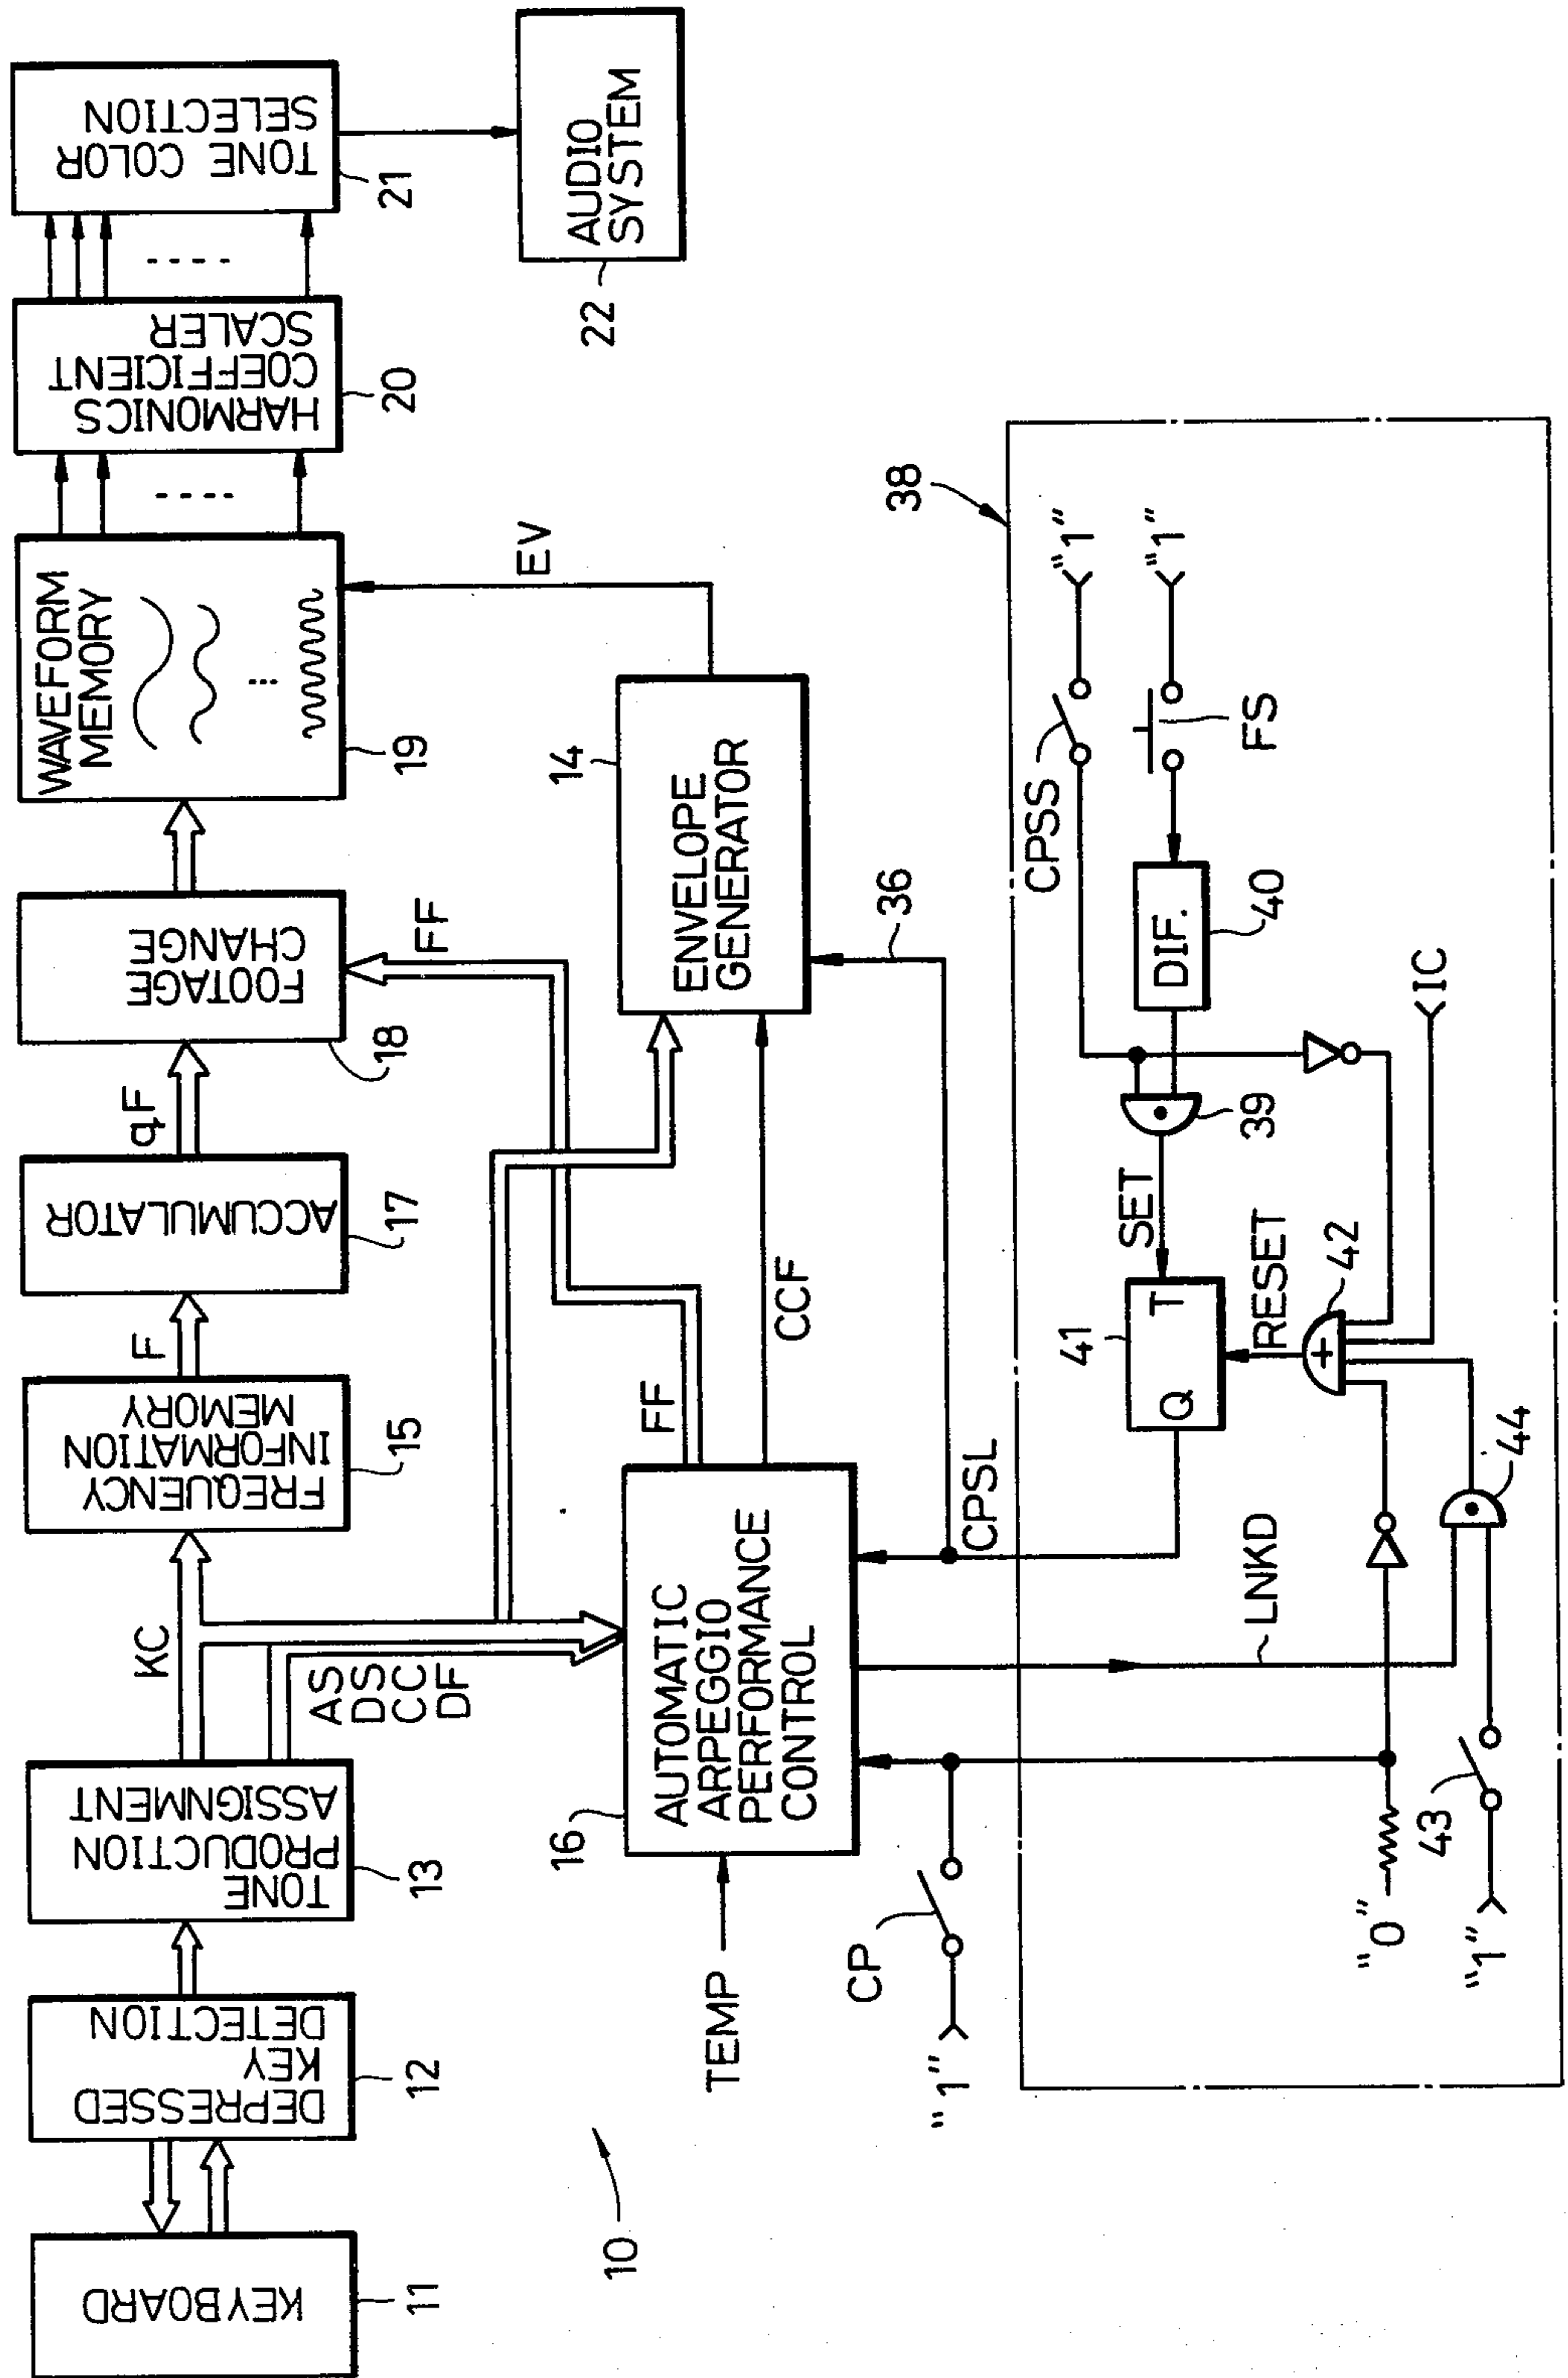 KEYBOARD
11
DEPRESSED
KEY
DETECTION
12
TONE
PRODUCTION
ASSIGNMENT
13
KC
AS
DS
CC
DF
FREQUENCY
INFORMATION
MEMORY
15
F
ACCUMULATOR
17
qF
FOOTAGE
CHANGE
18
WAVEFORM
MEMORY
...
19
HARMONICS
COEFFICIENT
SCALER
20
TONE COLOR
SELECTION
21
AUDIO
SYSTEM
22
10
TEMP
16
AUTOMATIC
ARPEGGIO
PERFORMANCE
CONTROL
FF
FF
CCF
14
ENVELOPE
GENERATOR
EV
36
CP
"1"
CPSL
LNKD
38
CPSS
"1"
"1"
FS
DIF.
40
39
SET
41
Q
T
RESET
42
IC
44
"0"
43
"1"